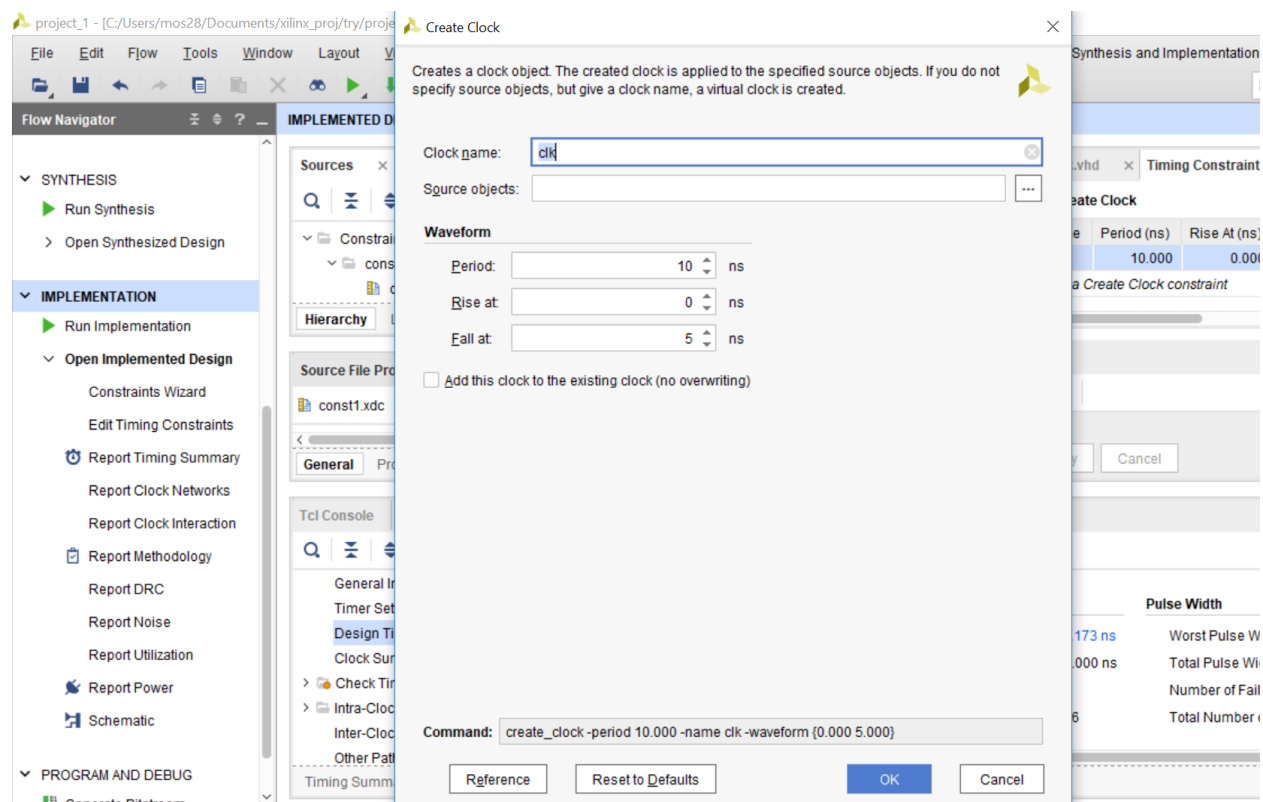 project_1 - [C:/Users/mos28/Documents/xilinx_proj/try/proje
File Edit Flow Tools Window Layout V
Synthesis and Implementation
Flow Navigator
SYNTHESIS
Run Synthesis
Open Synthesized Design
IMPLEMENTATION
Run Implementation
Open Implemented Design
Constraints Wizard
Edit Timing Constraints
Report Timing Summary
Report Clock Networks
Report Clock Interaction
Report Methodology
Report DRC
Report Noise
Report Utilization
Report Power
Schematic
PROGRAM AND DEBUG
Generate Bitstream
IMPLEMENTED D
Sources
Constrai
cons
c
Hierarchy
Source File Pro
const1.xdc
General Pro
Tcl Console
General In
Timer Set
Design Ti
Clock Sum
Check Tim
Intra-Cloc
Inter-Cloc
Other Path
Timing Summ
Create Clock
Creates a clock object. The created clock is applied to the specified source objects. If you do not
specify source objects, but give a clock name, a virtual clock is created.
Clock name: clk
Source objects: ...
Waveform
Period: 10 ns
Rise at: 0 ns
Fall at: 5 ns
Add this clock to the existing clock (no overwriting)
Command: create_clock -period 10.000 -name clk -waveform {0.000 5.000}
Reference Reset to Defaults OK Cancel
.vhd Timing Constraint
eate Clock
e Period (ns) Rise At (ns)
10.000 0.000
a Create Clock constraint
y Cancel
Pulse Width
.173 ns Worst Pulse W
.000 ns Total Pulse Wi
Number of Fail
6 Total Number